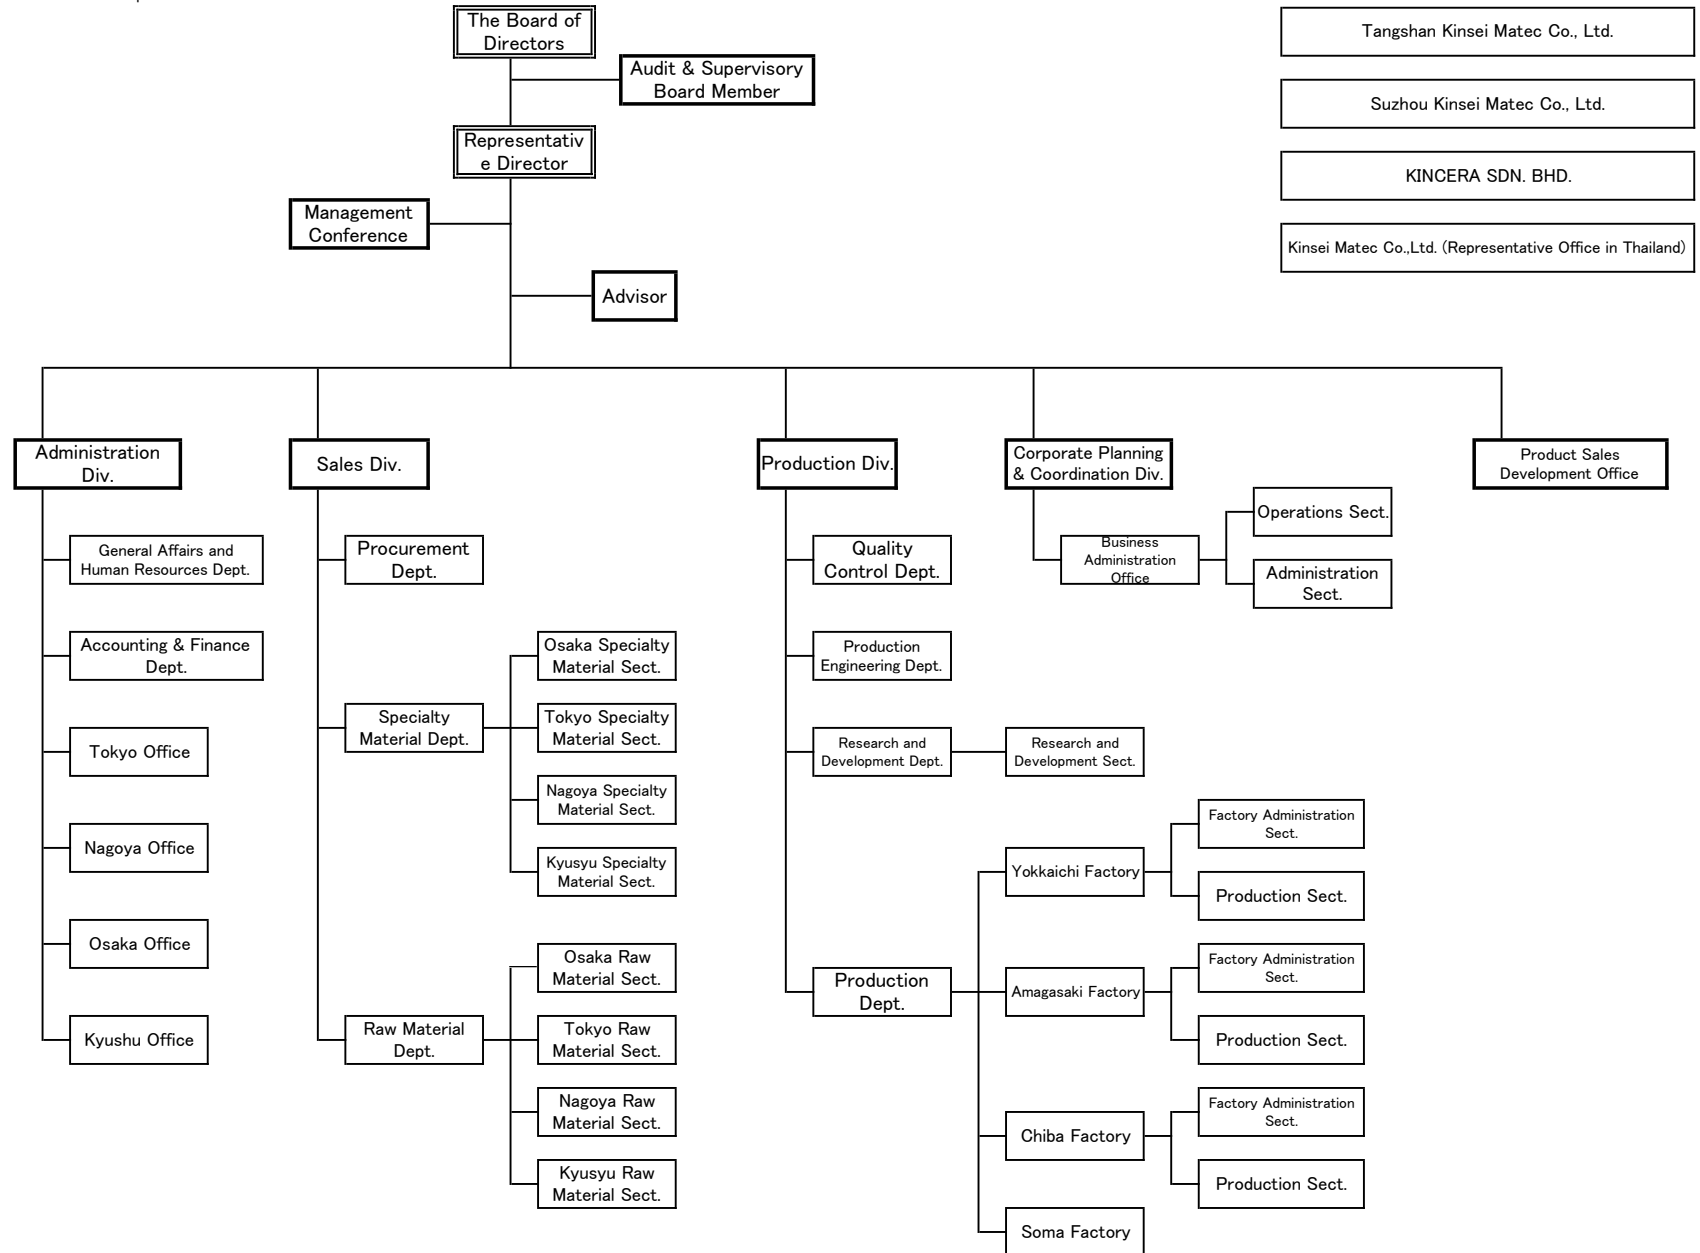 The Board of
Directors
Audit & Supervisory
Board Member
Representativ
e Director
Management
Conference
Advisor
Tangshan Kinsei Matec Co., Ltd.
Suzhou Kinsei Matec Co., Ltd.
KINCERA SDN. BHD.
Kinsei Matec Co.,Ltd. (Representative Office in Thailand)
Administration
Div.
General Affairs and
Human Resources Dept.
Accounting & Finance
Dept.
Tokyo Office
Nagoya Office
Osaka Office
Kyushu Office
Sales Div.
Procurement
Dept.
Specialty
Material Dept.
Osaka Specialty
Material Sect.
Tokyo Specialty
Material Sect.
Nagoya Specialty
Material Sect.
Kyusyu Specialty
Material Sect.
Raw Material
Dept.
Osaka Raw
Material Sect.
Tokyo Raw
Material Sect.
Nagoya Raw
Material Sect.
Kyusyu Raw
Material Sect.
Production Div.
Quality
Control Dept.
Production
Engineering Dept.
Research and
Development Dept.
Research and
Development Sect.
Production
Dept.
Yokkaichi Factory
Factory Administration
Sect.
Production Sect.
Amagasaki Factory
Factory Administration
Sect.
Production Sect.
Chiba Factory
Factory Administration
Sect.
Production Sect.
Soma Factory
Corporate Planning
& Coordination Div.
Business
Administration
Office
Operations Sect.
Administration
Sect.
Product Sales
Development Office